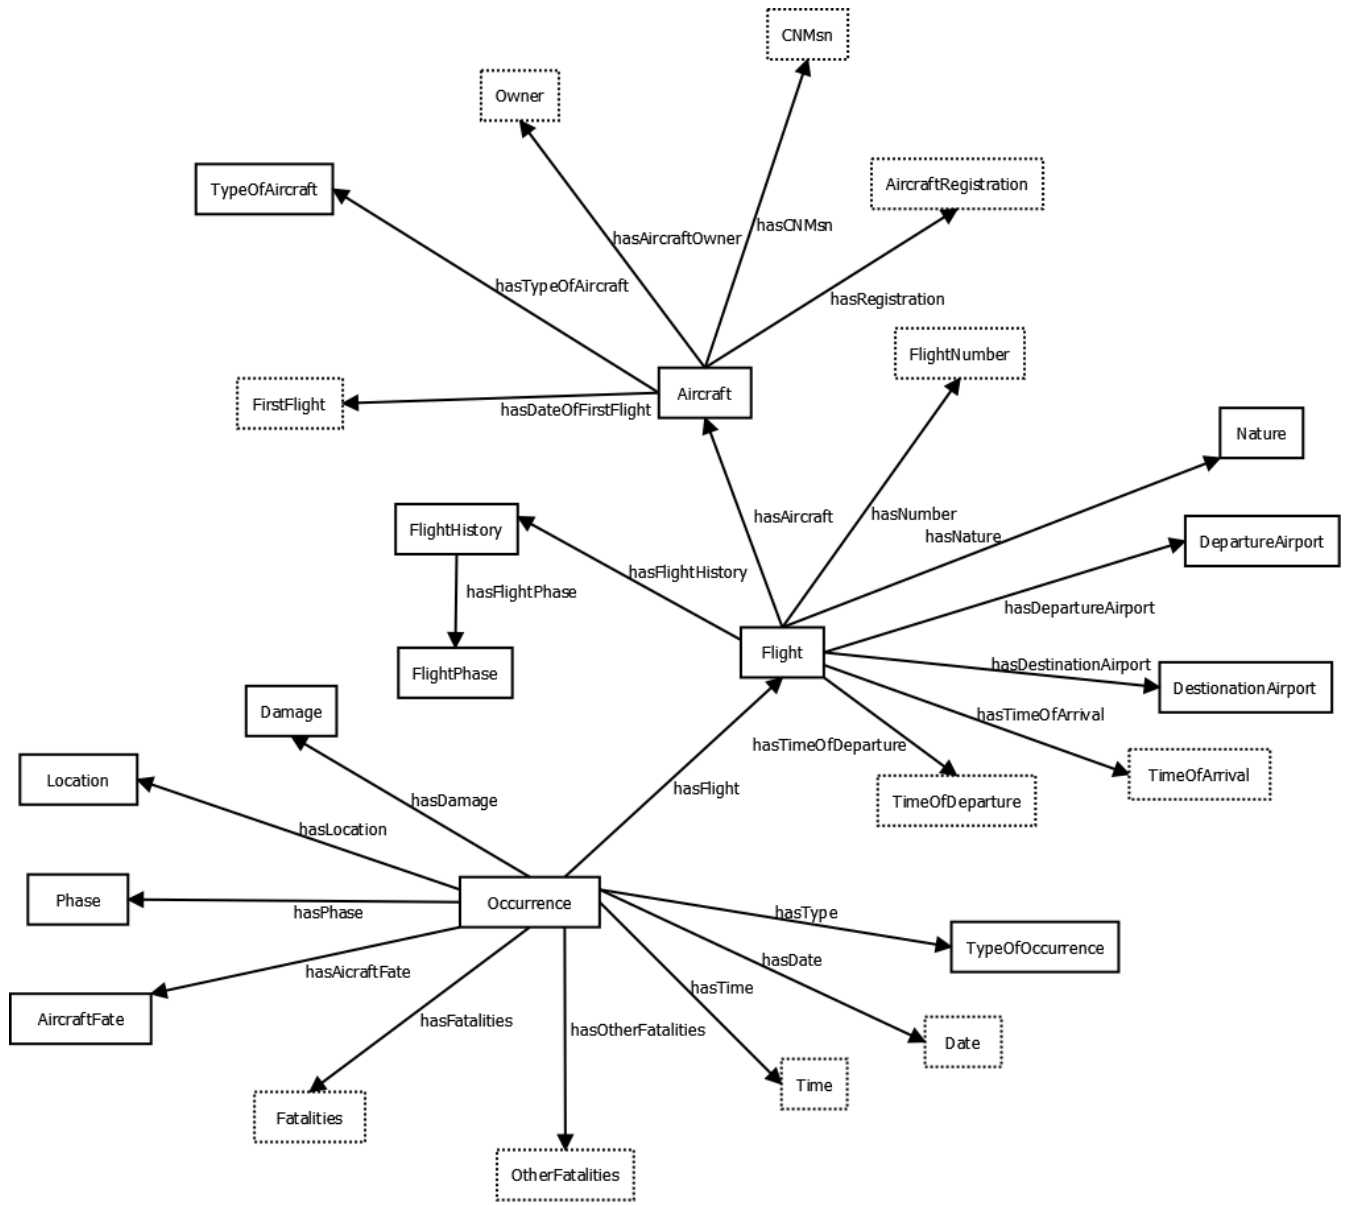 CNMsn
Owner
TypeOfAircraft
AircraftRegistration
hasAircraftOwner
hasCNMsn
hasTypeOfAircraft
hasRegistration
FlightNumber
Aircraft
FirstFlight
hasDateOfFirstFlight
Nature
FlightHistory
hasAircraft
hasNumber
hasNature
DepartureAirport
hasFlightHistory
hasFlightPhase
hasDepartureAirport
Flight
FlightPhase
hasDestinationAirport
DestionationAirport
Damage
hasTimeOfArrival
hasTimeOfDeparture
TimeOfArrival
Location
hasFlight
hasDamage
TimeOfDeparture
hasLocation
Phase
Occurrence
hasPhase
hasType
TypeOfOccurrence
hasDate
hasAicraftFate
hasTime
AircraftFate
hasFatalities
hasOtherFatalities
Date
Time
Fatalities
OtherFatalities